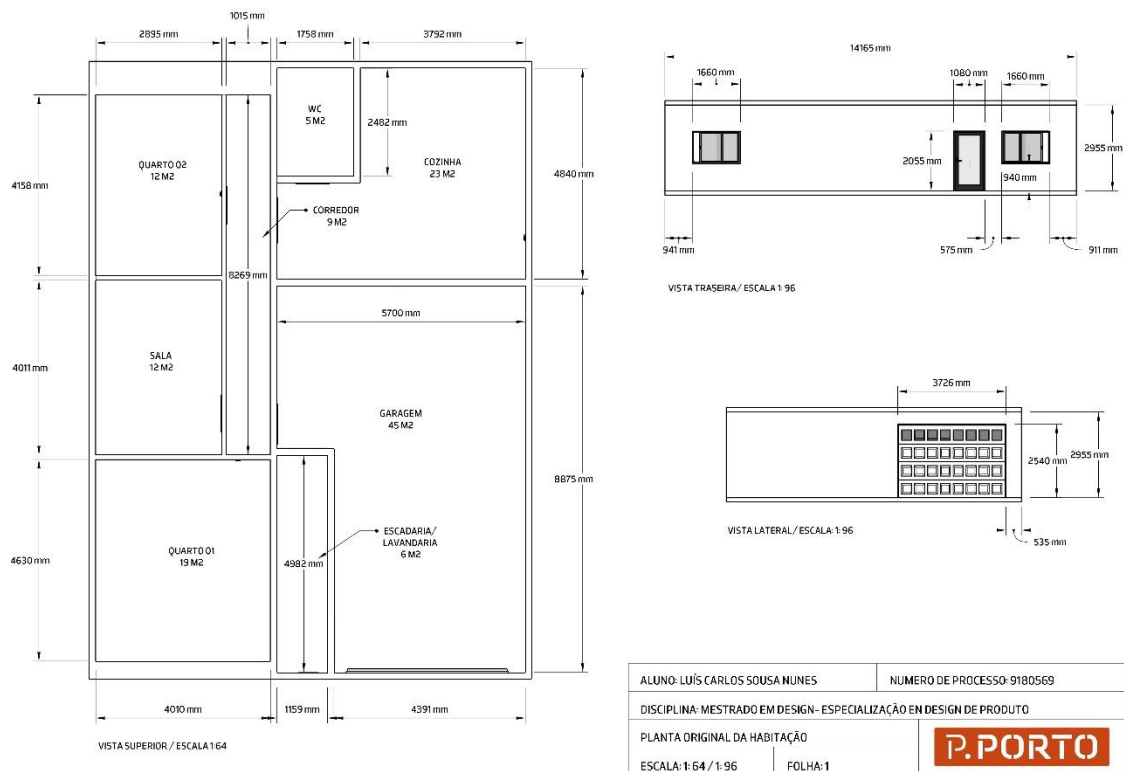 1015 mm
2895 mm
1758 mm
3792 mm
WC
5 M2
2482 mm
QUARTO 02
12 M2
COZINHA
23 M2
4158 mm
4840 mm
CORREDOR
9 M2
8269 mm
5700 mm
SALA
12 M2
4011 mm
GARAGEM
45 M2
8875 mm
ESCADARIA/
LAVANDARIA
6 M2
QUARTO 01
19 M2
4630 mm
4982 mm
4010 mm
1159 mm
4391 mm
VISTA SUPERIOR / ESCALA 1:64
14165 mm
1660 mm
1080 mm
1660 mm
2055 mm
2955 mm
940 mm
941 mm
575 mm
911 mm
VISTA TRASEIRA/ ESCALA 1: 96
3726 mm
2540 mm
2955 mm
VISTA LATERAL/ ESCALA: 1: 96
535 mm
ALUNO: LUÍS CARLOS SOUSA NUNES
NUMERO DE PROCESSO: 9180569
DISCIPLINA: MESTRADO EM DESIGN- ESPECIALIZAÇÃO EN DESIGN DE PRODUTO
PLANTA ORIGINAL DA HABITAÇÃO
P.PORTO
ESCALA: 1: 64 / 1: 96
FOLHA: 1